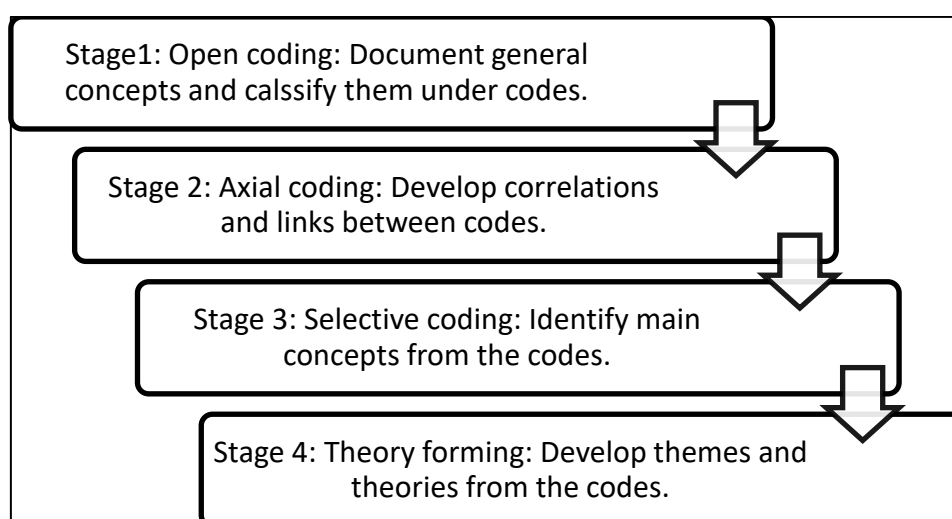 Stage1: Open coding: Document general
concepts and calssify them under codes.
Stage 2: Axial coding: Develop correlations
and links between codes.
Stage 3: Selective coding: Identify main
concepts from the codes.
Stage 4: Theory forming: Develop themes and
theories from the codes.